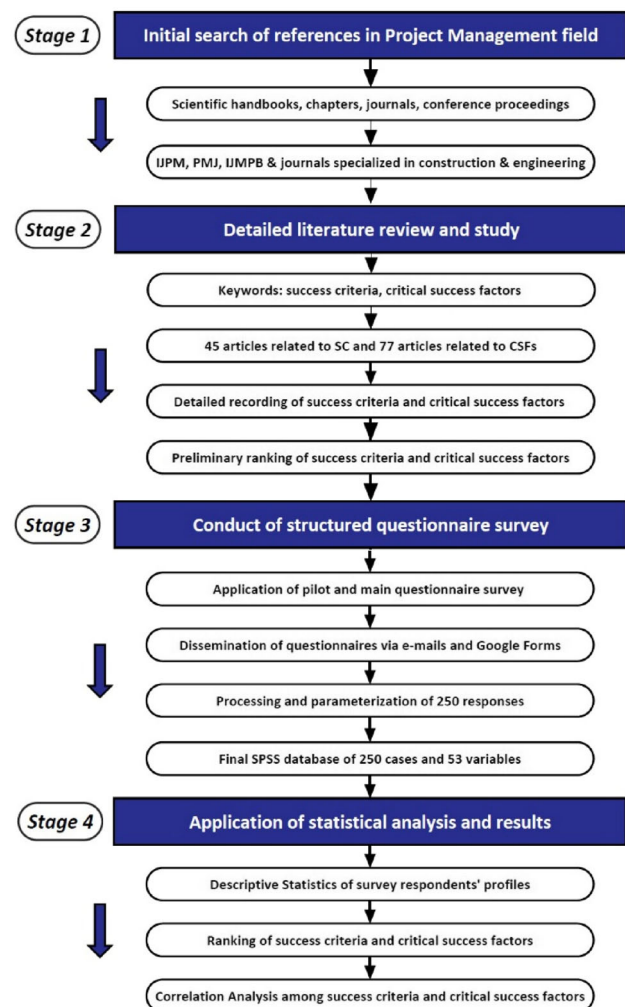 Stage 1
Initial search of references in Project Management field
Scientific handbooks, chapters, journals, conference proceedings
IJPM, PMJ, IJMPB & journals specialized in construction & engineering
Stage 2
Detailed literature review and study
Keywords: success criteria, critical success factors
45 articles related to SC and 77 articles related to CSFs
Detailed recording of success criteria and critical success factors
Preliminary ranking of success criteria and critical success factors
Stage 3
Conduct of structured questionnaire survey
Application of pilot and main questionnaire survey
Dissemination of questionnaires via e-mails and Google Forms
Processing and parameterization of 250 responses
Final SPSS database of 250 cases and 53 variables
Stage 4
Application of statistical analysis and results
Descriptive Statistics of survey respondents' profiles
Ranking of success criteria and critical success factors
Correlation Analysis among success criteria and critical success factors